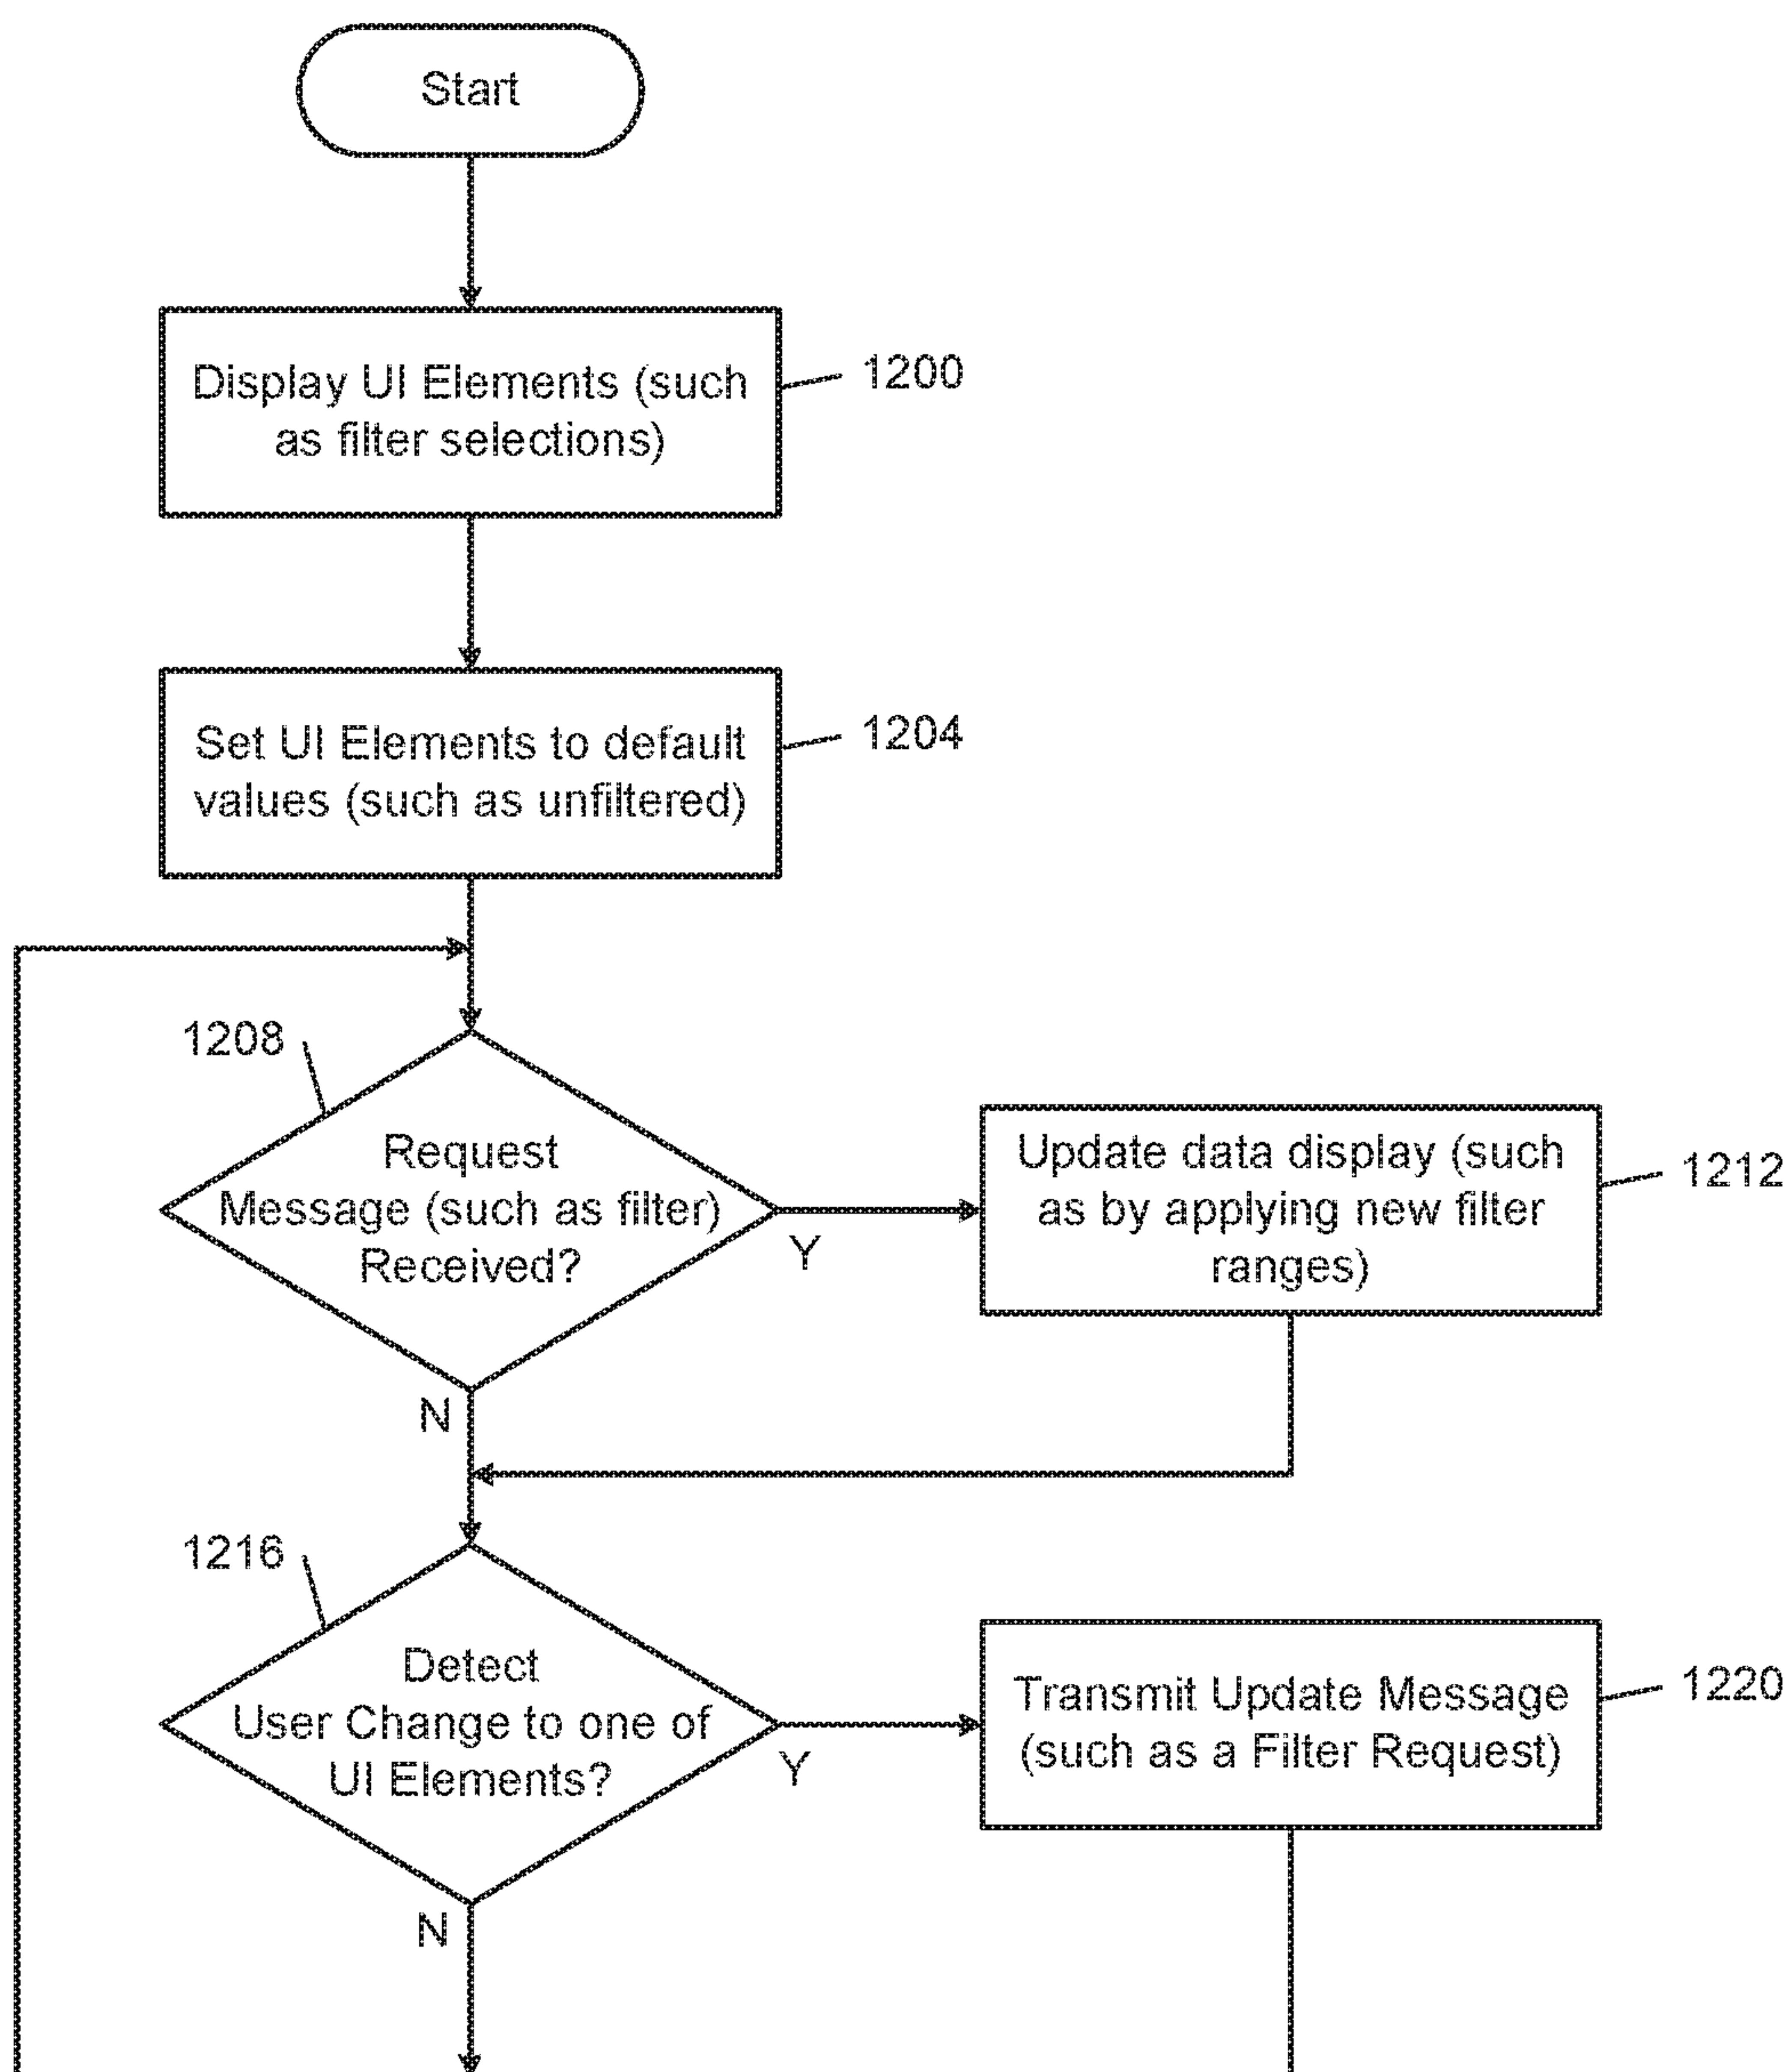 Start
Display UI Elements (such
as filter selections)
1200
Set UI Elements to default
values (such as unfiltered)
1204
1208
Request
Message (such as filter)
Received?
Y
N
Update data display (such
as by applying new filter
ranges)
1212
1216
Detect
User Change to one of
UI Elements?
Y
N
Transmit Update Message
(such as a Filter Request)
1220